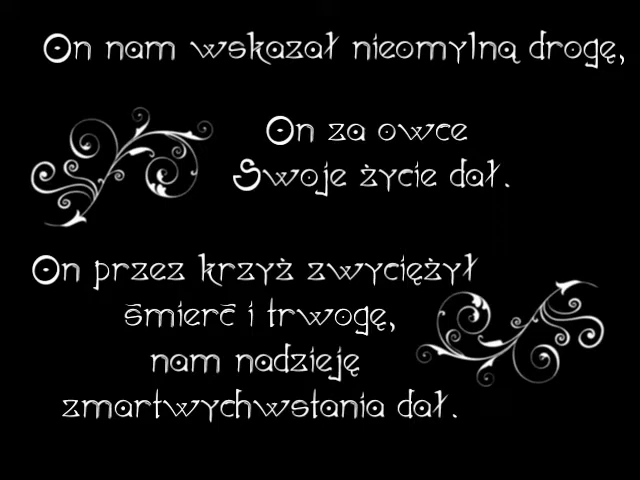 On nam wskazał nieomylną drogę,
On za owce
Swoje życie dał.
On przez krzyż zwyciężył
śmierć i trwogę,
nam nadzieję
zmartwychwstania dał.